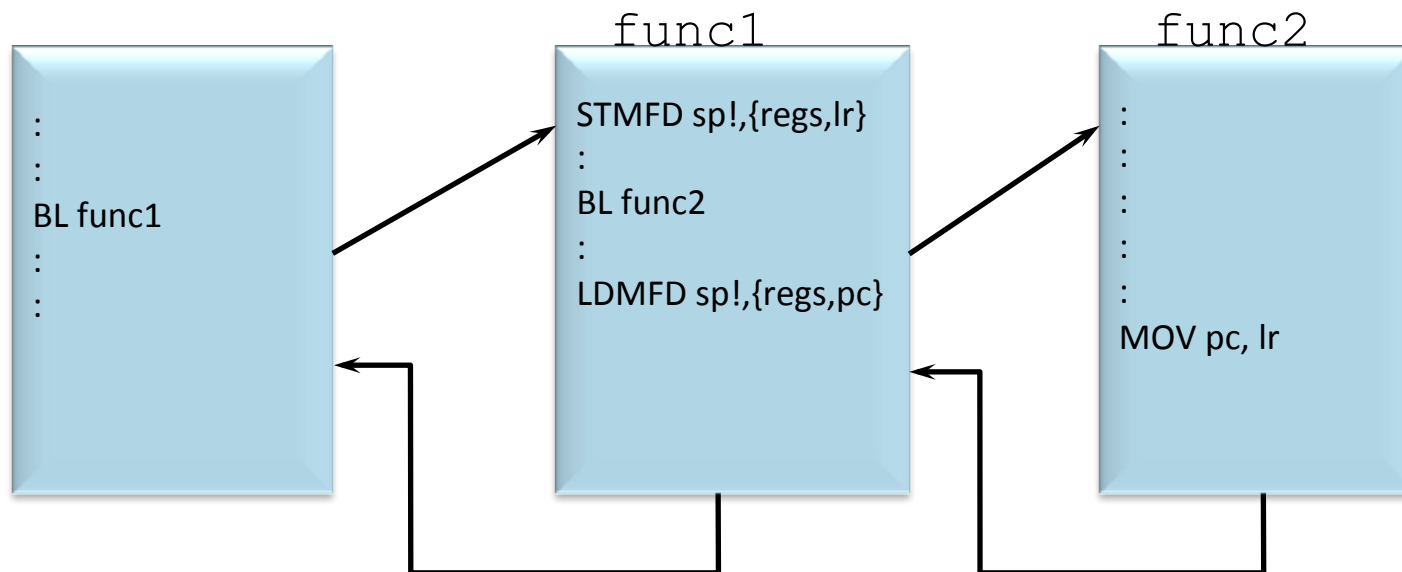 func1
func2
:
:
BL func1
:
:
STMFD sp!,{regs,lr}
:
BL func2
:
LDMFD sp!,{regs,pc}
:
:
:
:
:
MOV pc, lr